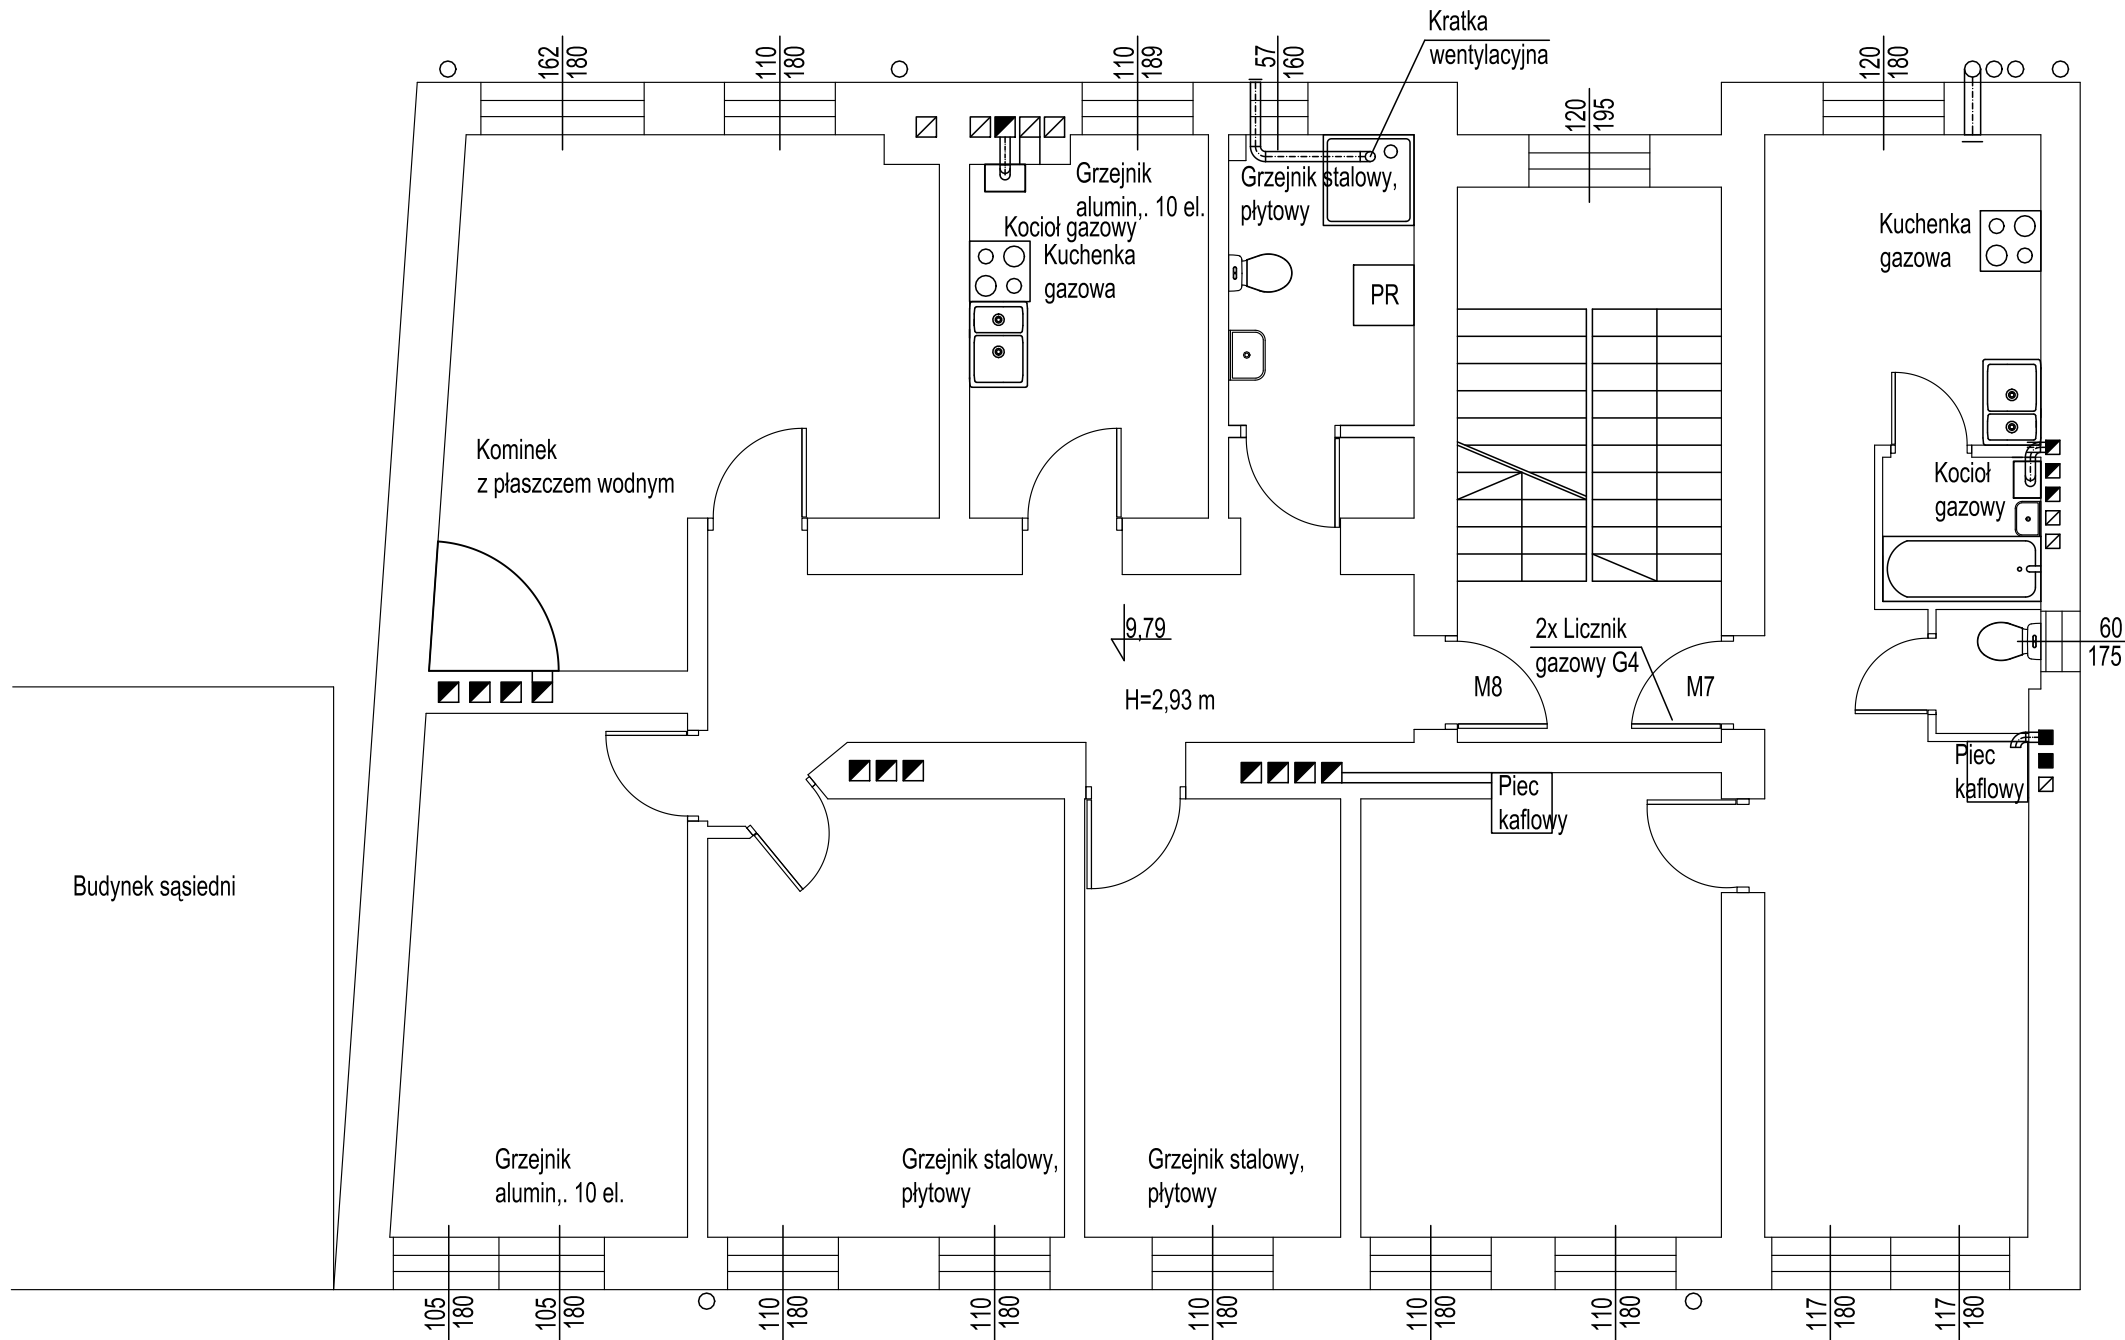 Kratka
wentylacyjna
162
180
110
180
110
189
57
160
120
195
120
180
Grzejnik
alumin,. 10 el.
Kocioł gazowy
Kuchenka
gazowa
Grzejnik stalowy,
płytowy
PR
Kuchenka
gazowa
Kominek
z płaszczem wodnym
Kocioł
gazowy
9,79
H=2,93 m
2x Licznik
gazowy G4
M8
M7
60
175
Piec
kaflowy
Piec
kaflowy
Budynek sąsiedni
Grzejnik
alumin,. 10 el.
Grzejnik stalowy,
płytowy
Grzejnik stalowy,
płytowy
105
180
105
180
110
180
110
180
110
180
110
180
110
180
117
180
117
180